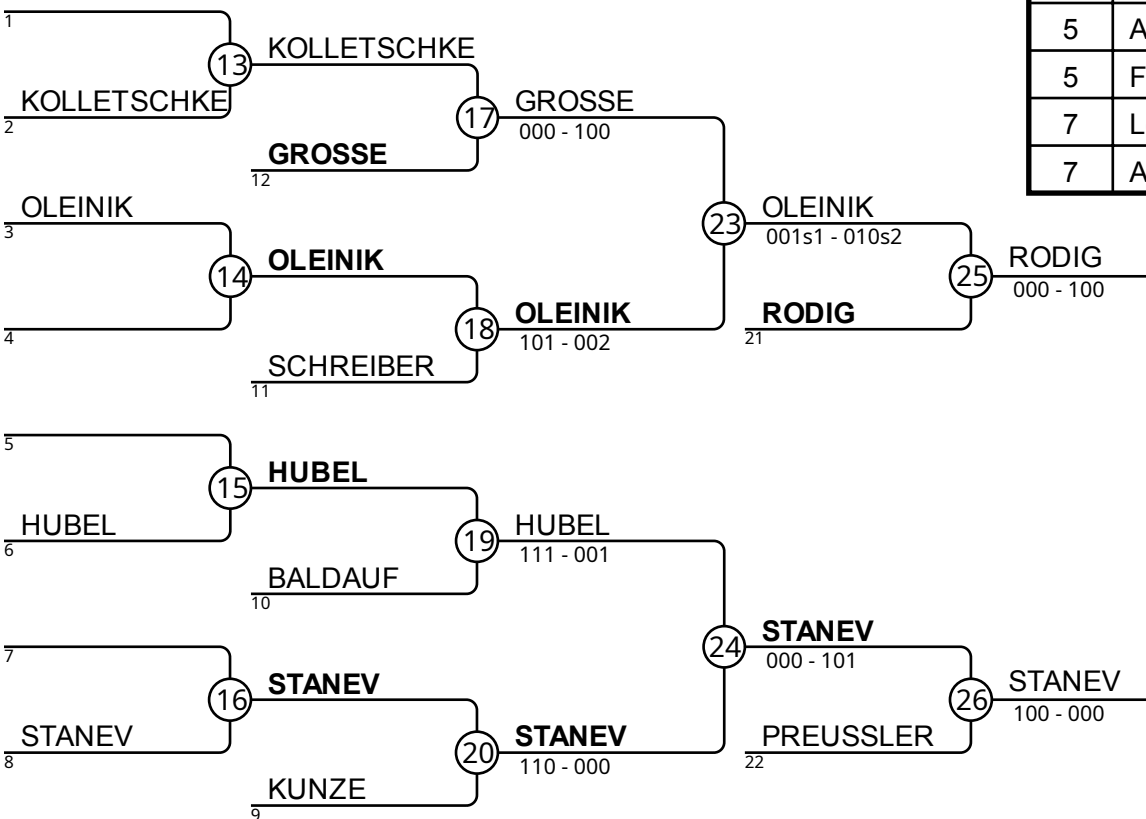 1
13
KOLLETSCHKE
KOLLETSCHKE
2
17
GROSSE
000 - 100
GROSSE
12
OLEINIK
3
14
OLEINIK
4
18
OLEINIK
101 - 002
SCHREIBER
11
23
OLEINIK
001s1 - 010s2
RODIG
21
25
RODIG
000 - 100
5
15
HUBEL
HUBEL
6
19
HUBEL
111 - 001
BALDAUF
10
7
16
STANEV
STANEV
8
20
STANEV
110 - 000
KUNZE
9
24
STANEV
000 - 101
PREUSSLER
22
26
STANEV
100 - 000
5 A
5 F
7 L
7 A